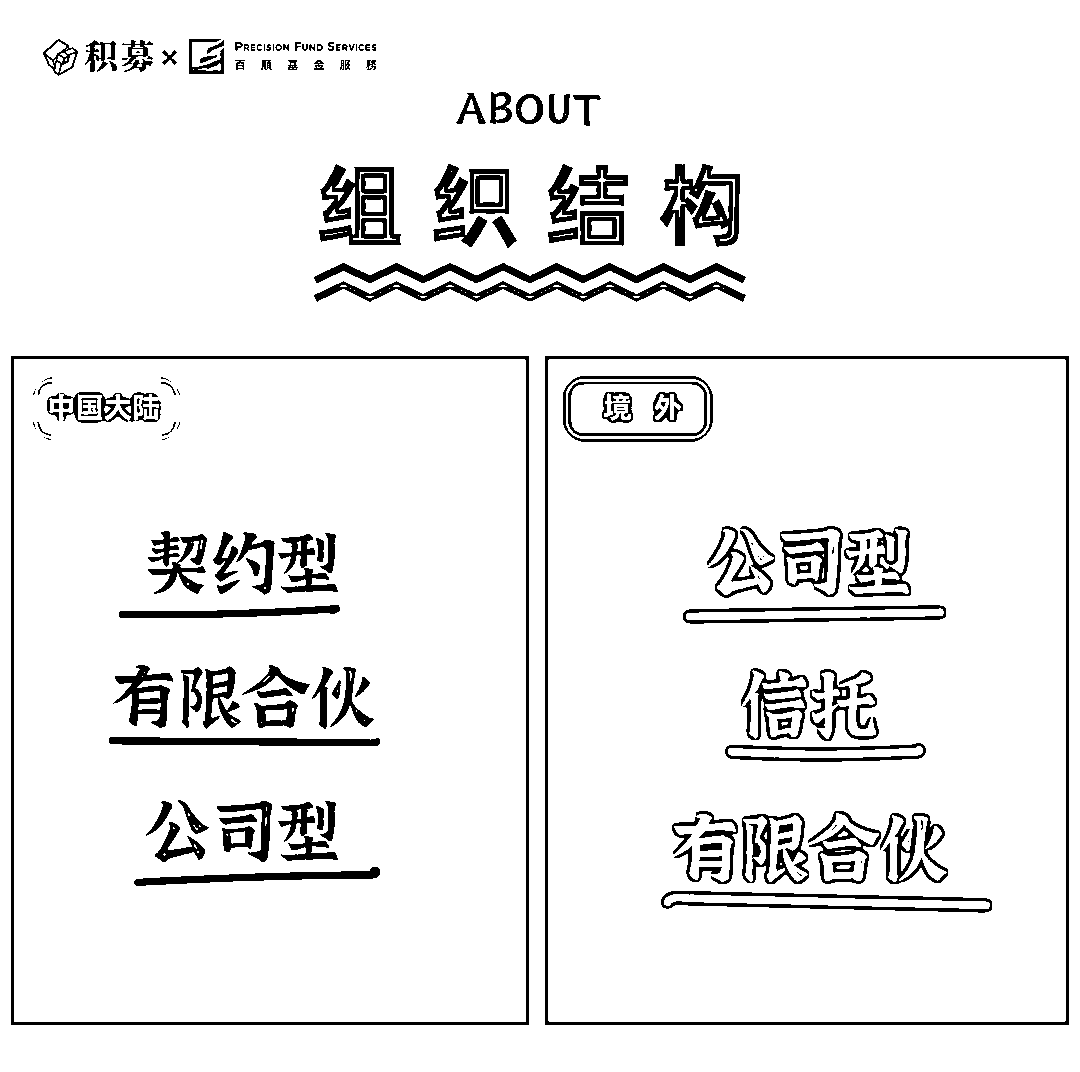 积募×PRECISION FUND SERVICES
百順基金服務
ABOUT
组织结构
中国大陆
契约型
有限合伙
公司型
境外
公司型
信托
有限合伙